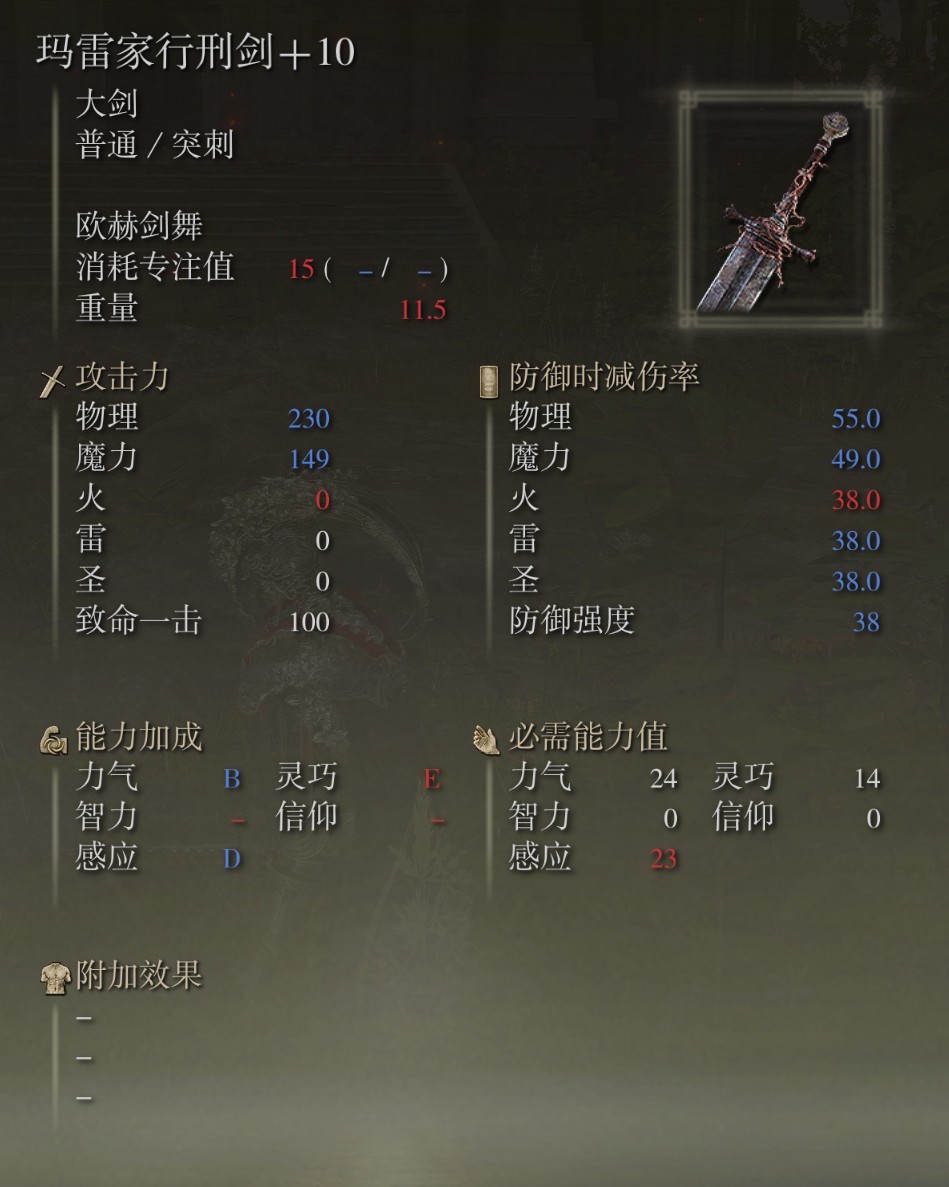 玛雷家行刑剑＋10
大剑
普通 / 突刺
欧赫剑舞
消耗专注值 15 ( – / – )
重量 11.5
攻击力
物理 230
魔力 149
火 0
雷 0
圣 0
致命一击 100
防御时减伤率
物理 55.0
魔力 49.0
火 38.0
雷 38.0
圣 38.0
防御强度 38
能力加成
力气 B 灵巧 E
智力 – 信仰 –
感应 D
必需能力值
力气 24 灵巧 14
智力 0 信仰 0
感应 23
附加效果
–
–
–